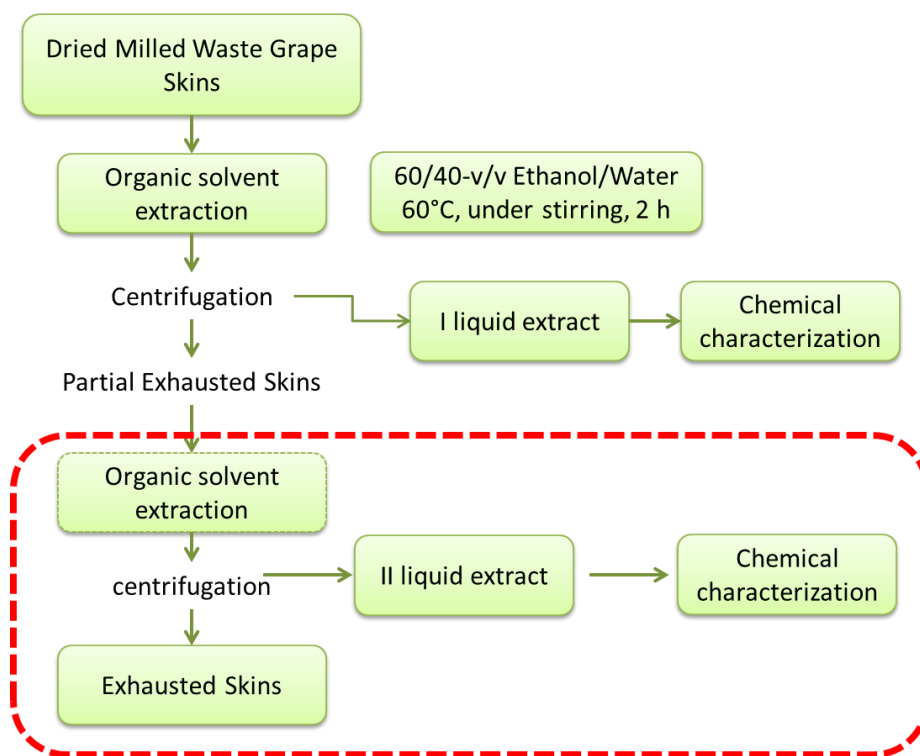 Dried Milled Waste Grape
Skins
Organic solvent
extraction
60/40-v/v Ethanol/Water
60°C, under stirring, 2 h
Centrifugation
I liquid extract
Chemical
characterization
Partial Exhausted Skins
Organic solvent
extraction
centrifugation
II liquid extract
Chemical
characterization
Exhausted Skins